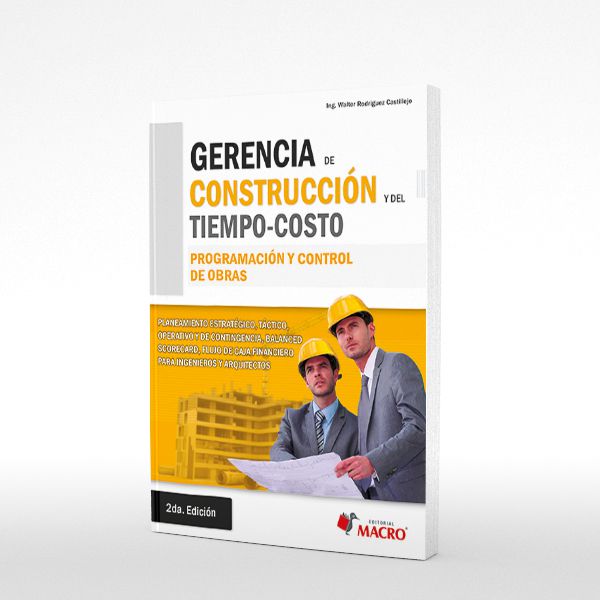 Ing. Walter Rodríguez Castillejo
GERENCIA DE
CONSTRUCCIÓN Y DEL
TIEMPO-COSTO
PROGRAMACIÓN Y CONTROL
DE OBRAS
PLANEAMIENTO ESTRATÉGICO, TÁCTICO,
OPERATIVO Y DE CONTINGENCIA, BALANCED
SCORECARD, FLUJO DE CAJA FINANCIERO
PARA INGENIEROS Y ARQUITECTOS
2da. Edición
EDITORIAL
MACRO®